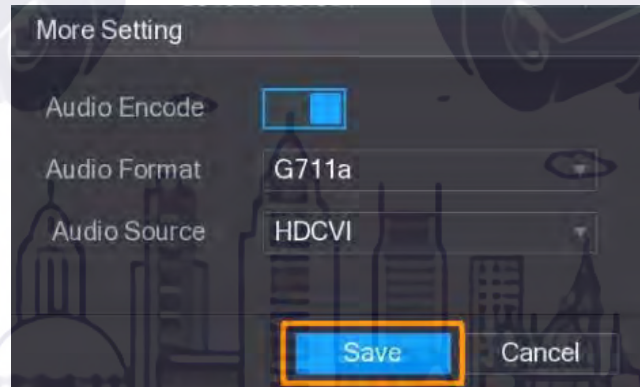 More Setting
Audio Encode
Audio Format G711a
Audio Source HDCVI
Save Cancel